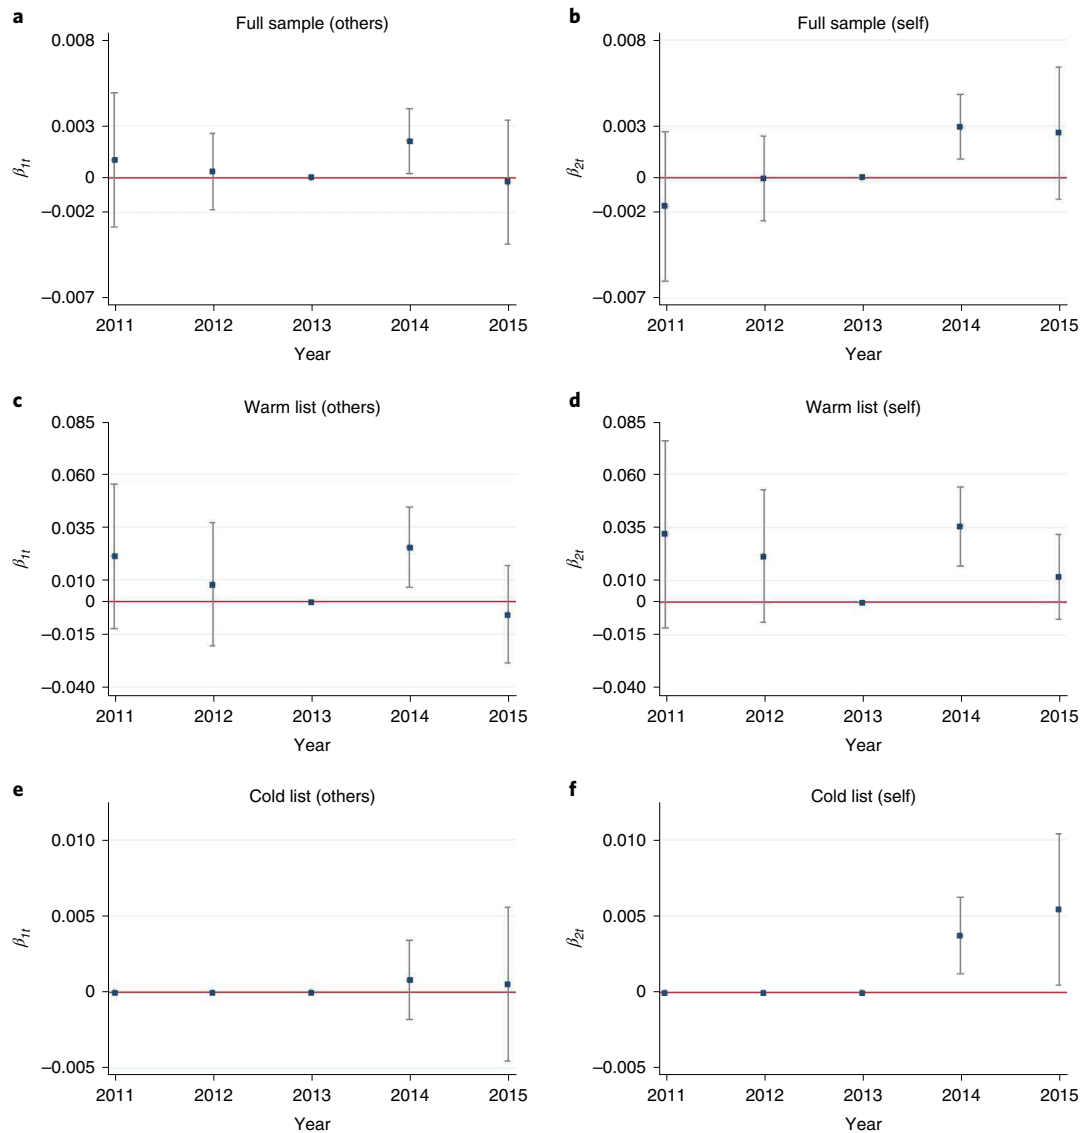 a
Full sample (others)
0.008
0.003
0
–0.002
–0.007
β1t
2011 2012 2013 2014 2015
Year
b
Full sample (self)
0.008
0.003
0
–0.002
–0.007
β2t
2011 2012 2013 2014 2015
Year
c
Warm list (others)
0.085
0.060
0.035
0.010
0
–0.015
–0.040
β1t
2011 2012 2013 2014 2015
Year
d
Warm list (self)
0.085
0.060
0.035
0.010
0
–0.015
–0.040
β2t
2011 2012 2013 2014 2015
Year
e
Cold list (others)
0.010
0.005
0
–0.005
β1t
2011 2012 2013 2014 2015
Year
f
Cold list (self)
0.010
0.005
0
–0.005
β2t
2011 2012 2013 2014 2015
Year